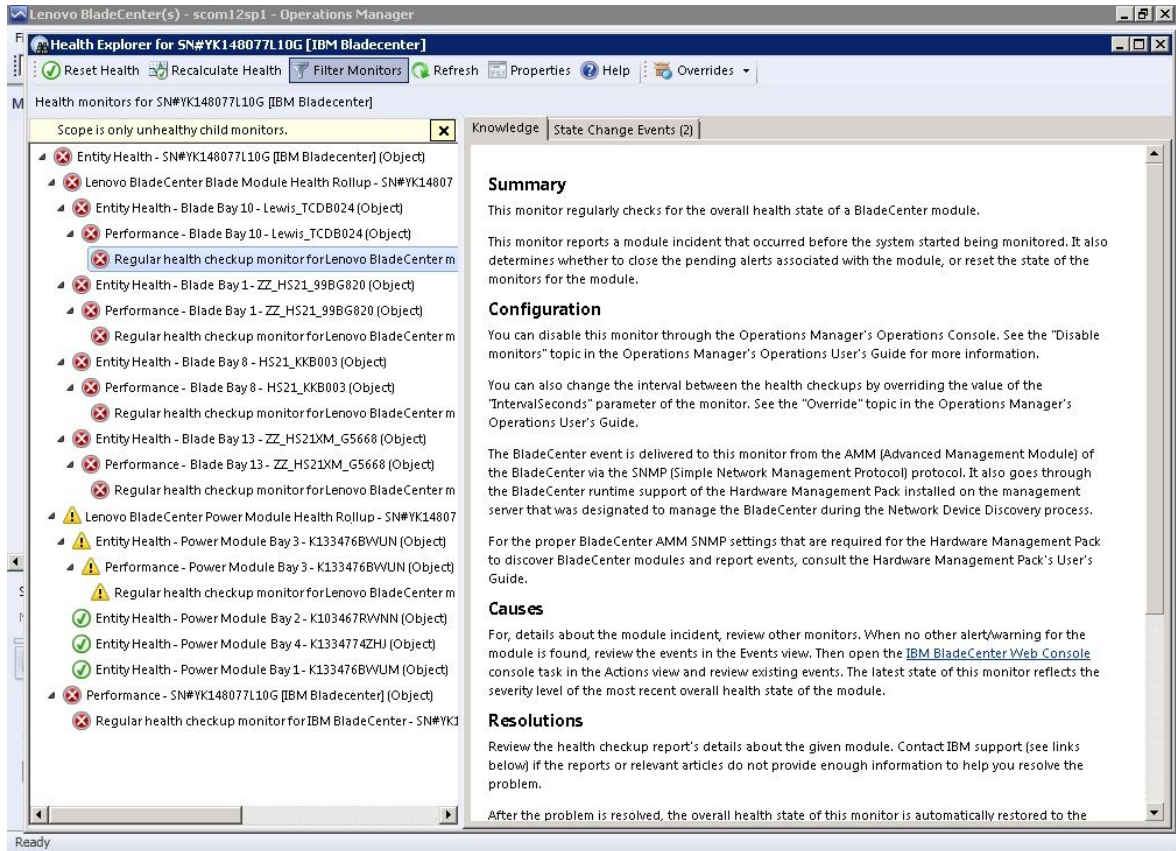 Lenovo BladeCenter(s) - scom12sp1 - Operations Manager
Fi
Health Explorer for SN#YK148077L10G [IBM Bladecenter]
Reset Health Recalculate Health Filter Monitors Refresh Properties Help Overrides
M
Health monitors for SN#YK148077L10G [IBM Bladecenter]
Scope is only unhealthy child monitors.
Entity Health - SN#YK148077L10G [IBM Bladecenter] (Object)
Lenovo BladeCenter Blade Module Health Rollup - SN#YK14807
Entity Health - Blade Bay 10 - Lewis_TCDB024 (Object)
Performance - Blade Bay 10 - Lewis_TCDB024 (Object)
Regular health checkup monitor for Lenovo BladeCenter m
Entity Health - Blade Bay 1 - ZZ_HS21_99BG820 (Object)
Performance - Blade Bay 1 - ZZ_HS21_99BG820 (Object)
Regular health checkup monitor for Lenovo BladeCenter m
Entity Health - Blade Bay 8 - HS21_KKB003 (Object)
Performance - Blade Bay 8 - HS21_KKB003 (Object)
Regular health checkup monitor for Lenovo BladeCenter m
Entity Health - Blade Bay 13 - ZZ_HS21XM_G5668 (Object)
Performance - Blade Bay 13 - ZZ_HS21XM_G5668 (Object)
Regular health checkup monitor for Lenovo BladeCenter m
Lenovo BladeCenter Power Module Health Rollup - SN#YK14807
Entity Health - Power Module Bay 3 - K133476BWUN (Object)
Performance - Power Module Bay 3 - K133476BWUN (Object)
Regular health checkup monitor for Lenovo BladeCenter m
Entity Health - Power Module Bay 2 - K103467RWNN (Object)
Entity Health - Power Module Bay 4 - K1334774ZHJ (Object)
Entity Health - Power Module Bay 1 - K133476BWUM (Object)
Performance - SN#YK148077L10G [IBM Bladecenter] (Object)
Regular health checkup monitor for IBM BladeCenter - SN#YK1
Knowledge State Change Events (2)
Summary
This monitor regularly checks for the overall health state of a BladeCenter module.
This monitor reports a module incident that occurred before the system started being monitored. It also
determines whether to close the pending alerts associated with the module, or reset the state of the
monitors for the module.
Configuration
You can disable this monitor through the Operations Manager's Operations Console. See the "Disable
monitors" topic in the Operations Manager's Operations User's Guide for more information.
You can also change the interval between the health checkups by overriding the value of the
"IntervalSeconds" parameter of the monitor. See the "Override" topic in the Operations Manager's
Operations User's Guide.
The BladeCenter event is delivered to this monitor from the AMM (Advanced Management Module) of
the BladeCenter via the SNMP (Simple Network Management Protocol) protocol. It also goes through
the BladeCenter runtime support of the Hardware Management Pack installed on the management
server that was designated to manage the BladeCenter during the Network Device Discovery process.
For the proper BladeCenter AMM SNMP settings that are required for the Hardware Management Pack
to discover BladeCenter modules and report events, consult the Hardware Management Pack's User's
Guide.
Causes
For, details about the module incident, review other monitors. When no other alert/warning for the
module is found, review the events in the Events view. Then open the IBM BladeCenter Web Console
console task in the Actions view and review existing events. The latest state of this monitor reflects the
severity level of the most recent overall health state of the module.
Resolutions
Review the health checkup report's details about the given module. Contact IBM support (see links
below) if the reports or relevant articles do not provide enough information to help you resolve the
problem.
After the problem is resolved, the overall health state of this monitor is automatically restored to the
Ready